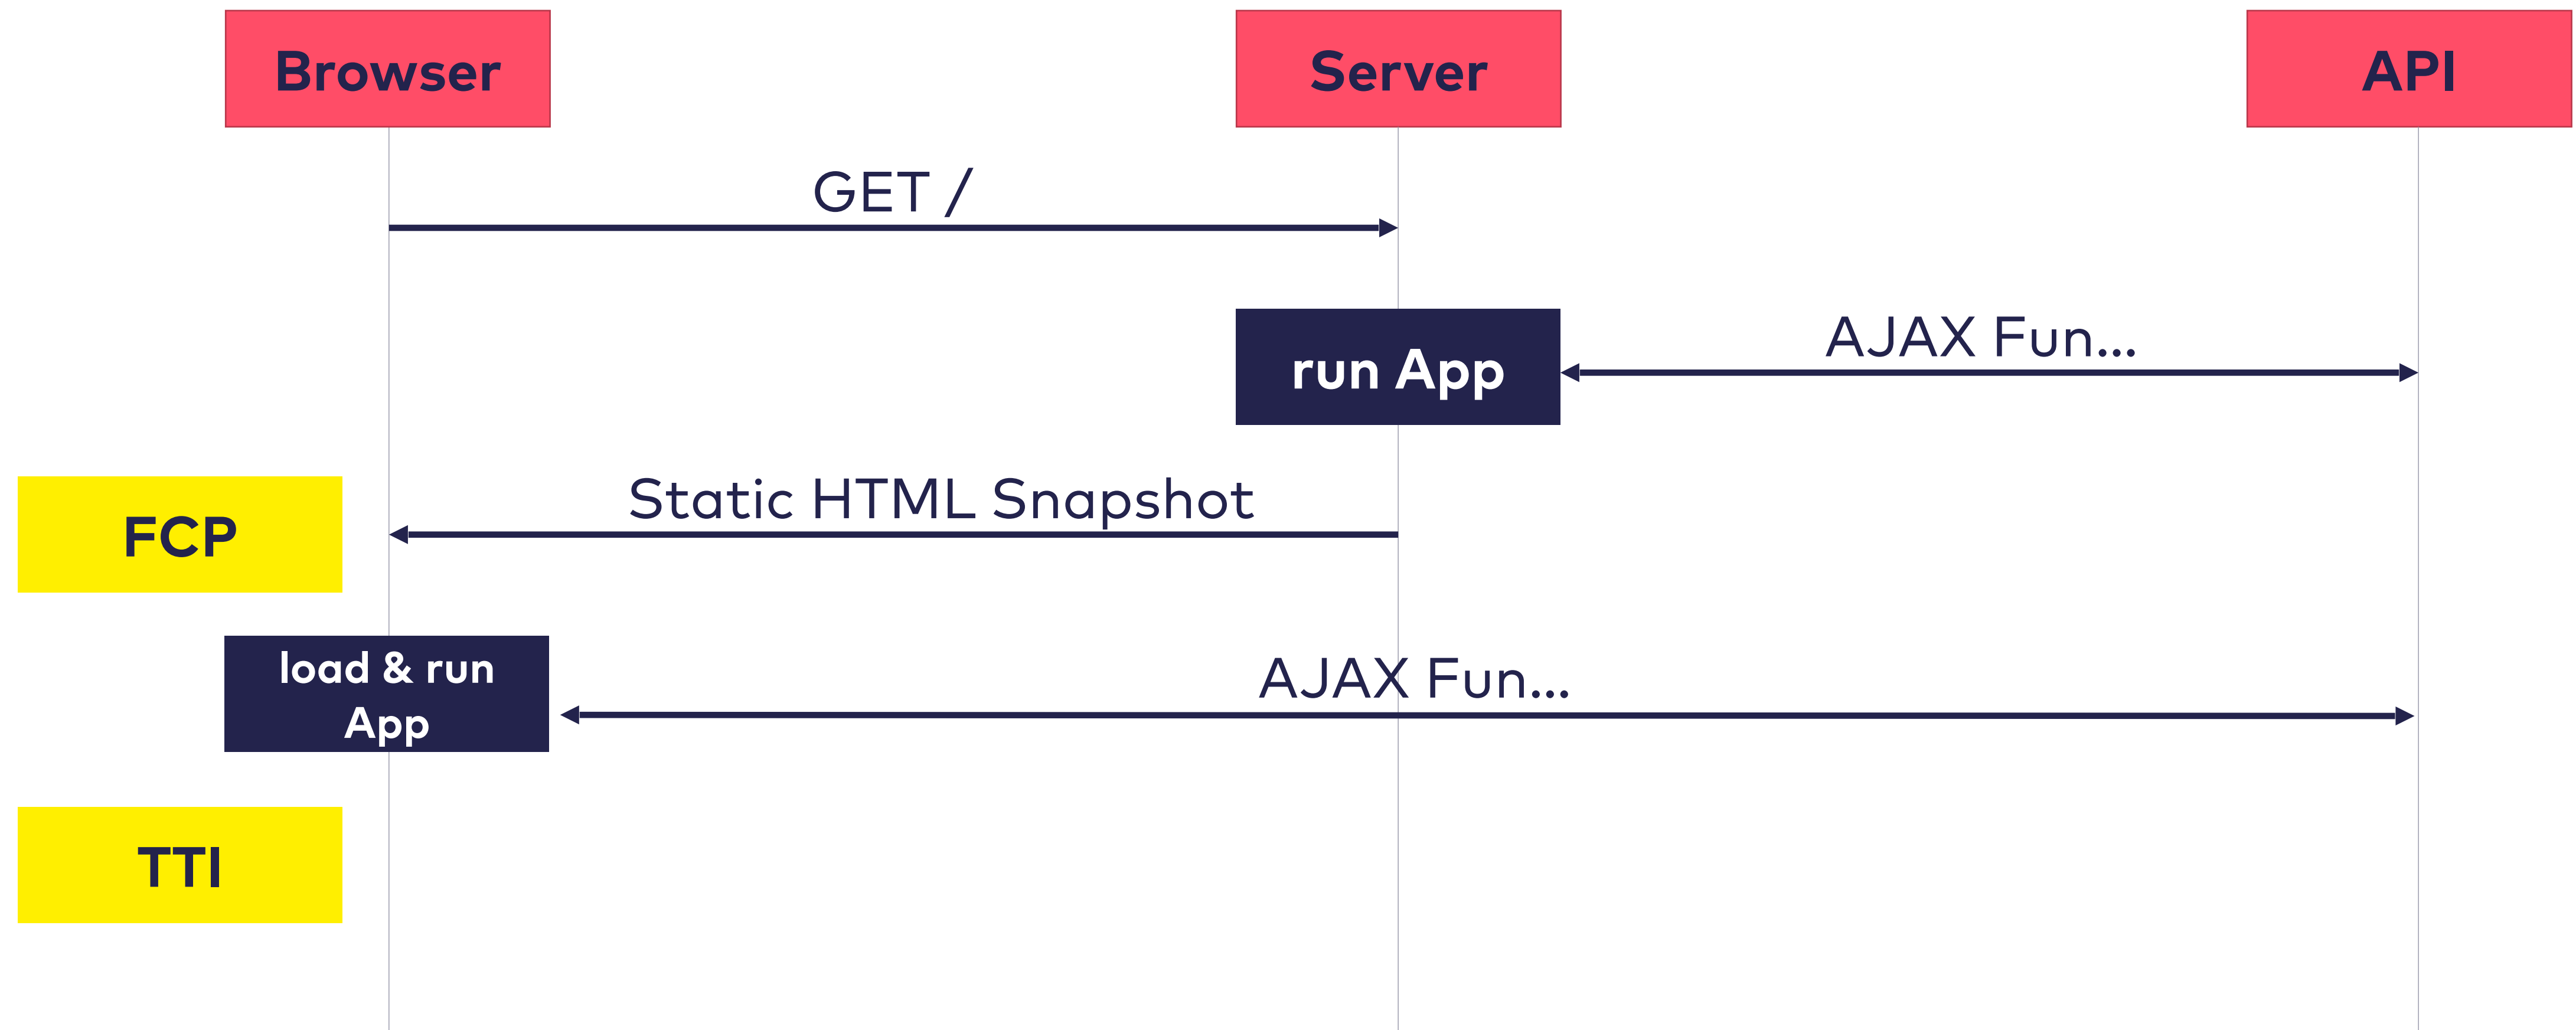 Browser
Server
API
GET /
run App
AJAX Fun...
Static HTML Snapshot
FCP
load & run
App
AJAX Fun...
TTI